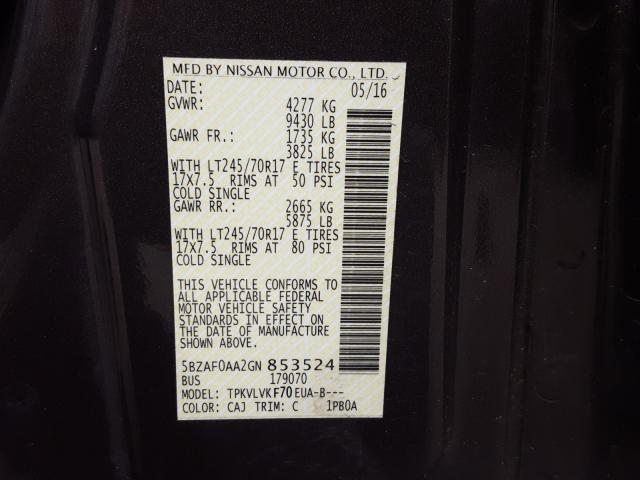 MFD BY NISSAN MOTOR CO., LTD.
DATE: 05/16
GVWR: 4277 KG
9430 LB
GAWR FR.: 1735 KG
3825 LB
WITH LT245/70R17 E TIRES
17X7.5 RIMS AT 50 PSI
COLD SINGLE
GAWR RR.: 2665 KG
5875 LB
WITH LT245/70R17 E TIRES
17X7.5 RIMS AT 80 PSI
COLD SINGLE
THIS VEHICLE CONFORMS TO
ALL APPLICABLE FEDERAL
MOTOR VEHICLE SAFETY
STANDARDS IN EFFECT ON
THE DATE OF MANUFACTURE
SHOWN ABOVE.
5BZAF0AA2GN 853524
BUS 179070
MODEL: TPKVLVKF70EUA-B---
COLOR: CAJ TRIM: C 1PB0A